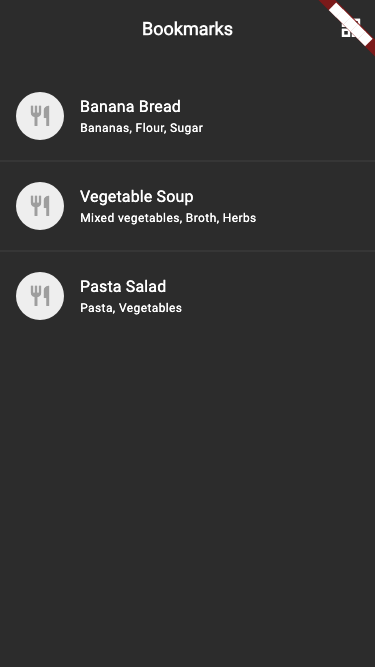 Bookmarks
Banana Bread
Bananas, Flour, Sugar
Vegetable Soup
Mixed vegetables, Broth, Herbs
Pasta Salad
Pasta, Vegetables